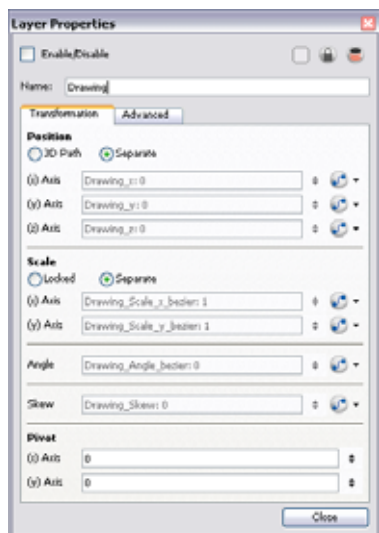 Layer Properties
Enable/Disable
Name: Drawing
Transformation Advanced
Position
3D Path Separate
(x) Axis Drawing_x: 0
(y) Axis Drawing_y: 0
(z) Axis Drawing_z: 0
Scale
Locked Separate
(x) Axis Drawing_Scale_x_bezier: 1
(y) Axis Drawing_Scale_y_bezier: 1
Angle Drawing_Angle_bezier: 0
Skew Drawing_Skew: 0
Pivot
(x) Axis 0
(y) Axis 0
Close